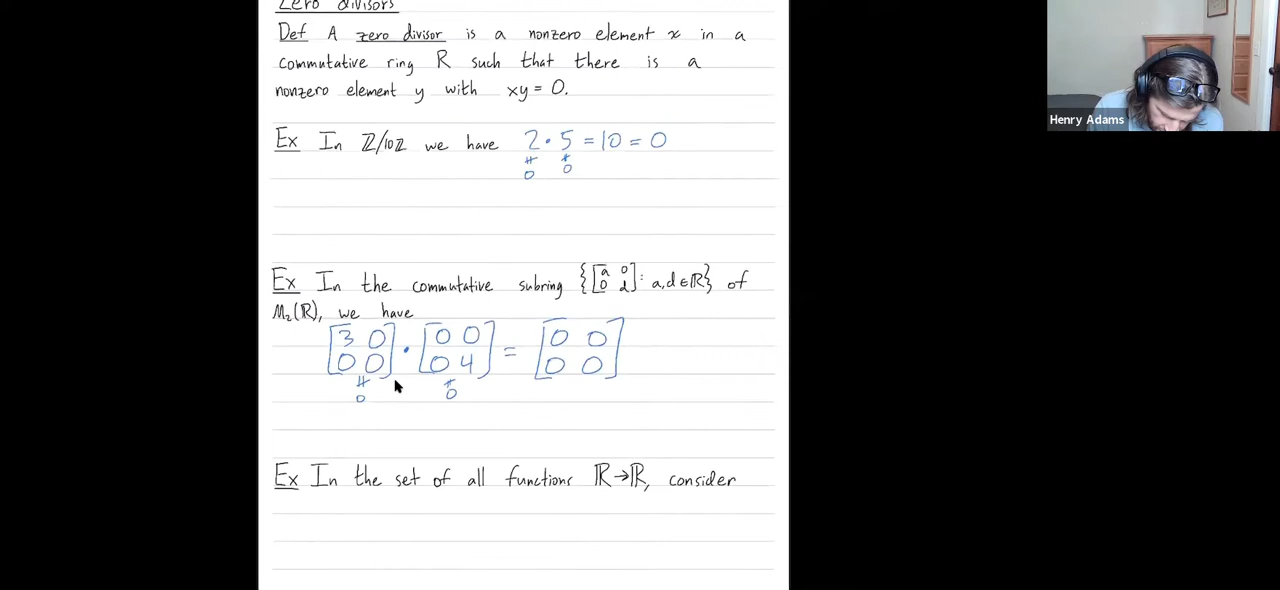 Zero divisors
Def A zero divisor is a nonzero element x in a
commutative ring R such that there is a
nonzero element y with xy = 0.
Ex In ℤ/10ℤ we have 2 · 5 = 10 = 0
≠ ≠
0 0
Ex In the commutative subring {[a 0; 0 d] : a,d ∈ ℝ} of
M₂(ℝ), we have
[3 0; 0 0] · [0 0; 0 4] = [0 0; 0 0]
≠ ≠
0 0
Ex In the set of all functions ℝ→ℝ, consider
Henry Adams